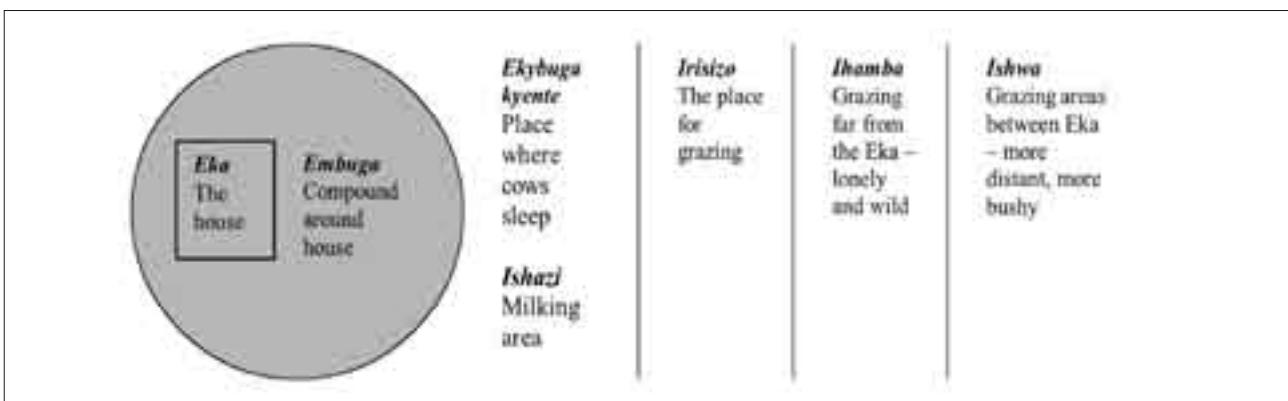 Eka
The
house
Embuga
Compound
around
house
Ekybuga
kyente
Place
where
cows
sleep
Ishazi
Milking
area
Irisizo
The place
for
grazing
Ihamba
Grazing
far from
the Eka –
lonely
and wild
Ishwa
Grazing areas
between Eka
– more
distant, more
bushy